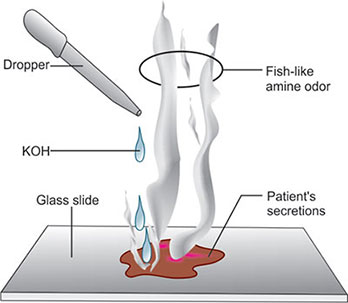 Dropper
Fish-like
amine odor
KOH
Glass slide
Patient's
secretions